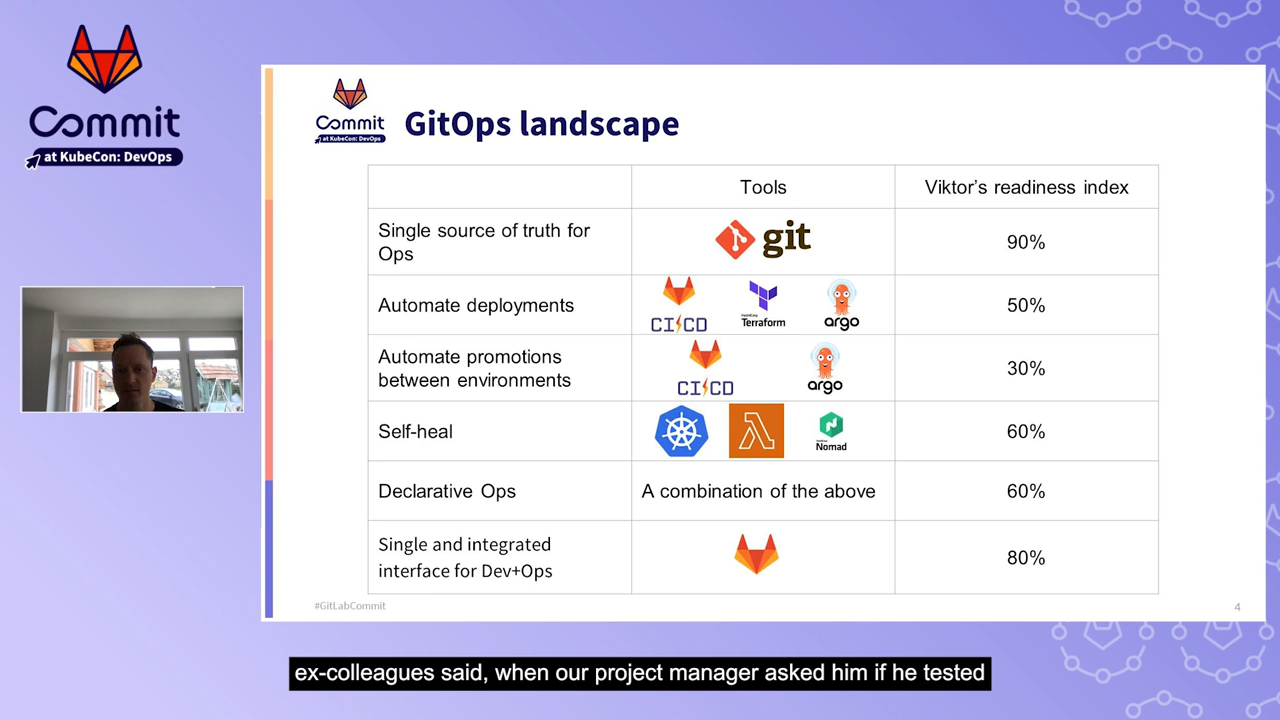 Commit
at KubeCon: DevOps
Commit
at KubeCon: DevOps
GitOps landscape
Tools
Viktor's readiness index
Single source of truth for
Ops
git
90%
Automate deployments
CI/CD
HashiCorp
Terraform
argo
50%
Automate promotions
between environments
CI/CD
argo
30%
Self-heal
Nomad
60%
Declarative Ops
A combination of the above
60%
Single and integrated
interface for Dev+Ops
80%
#GitLabCommit
4
ex-colleagues said, when our project manager asked him if he tested